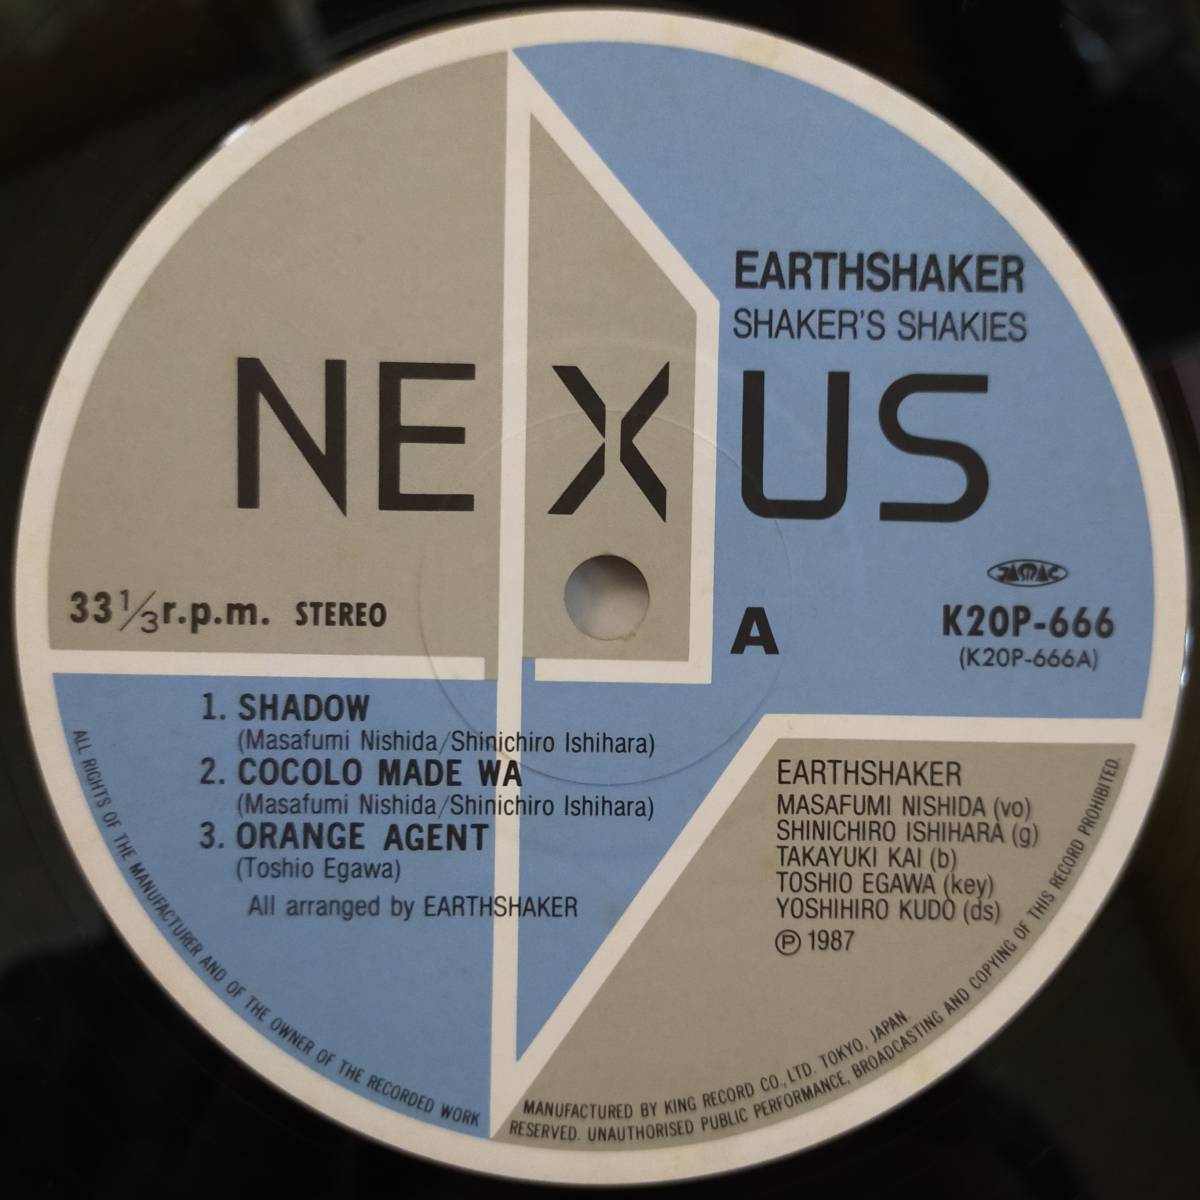 EARTHSHAKER
SHAKER'S SHAKIES
NEXUS
33 1/3 r.p.m. STEREO
A
JASRAC
K20P-666
(K20P-666A)
1. SHADOW
(Masafumi Nishida/Shinichiro Ishihara)
2. COCOLO MADE WA
(Masafumi Nishida/Shinichiro Ishihara)
3. ORANGE AGENT
(Toshio Egawa)
All arranged by EARTHSHAKER
EARTHSHAKER
MASAFUMI NISHIDA (vo)
SHINICHIRO ISHIHARA (g)
TAKAYUKI KAI (b)
TOSHIO EGAWA (key)
YOSHIHIRO KUDO (ds)
Ⓟ 1987
ALL RIGHTS OF THE MANUFACTURER AND OF THE OWNER OF THE RECORDED WORK
RESERVED. UNAUTHORISED PUBLIC PERFORMANCE, BROADCASTING AND COPYING OF THIS RECORD PROHIBITED.
MANUFACTURED BY KING RECORD CO., LTD. TOKYO, JAPAN.